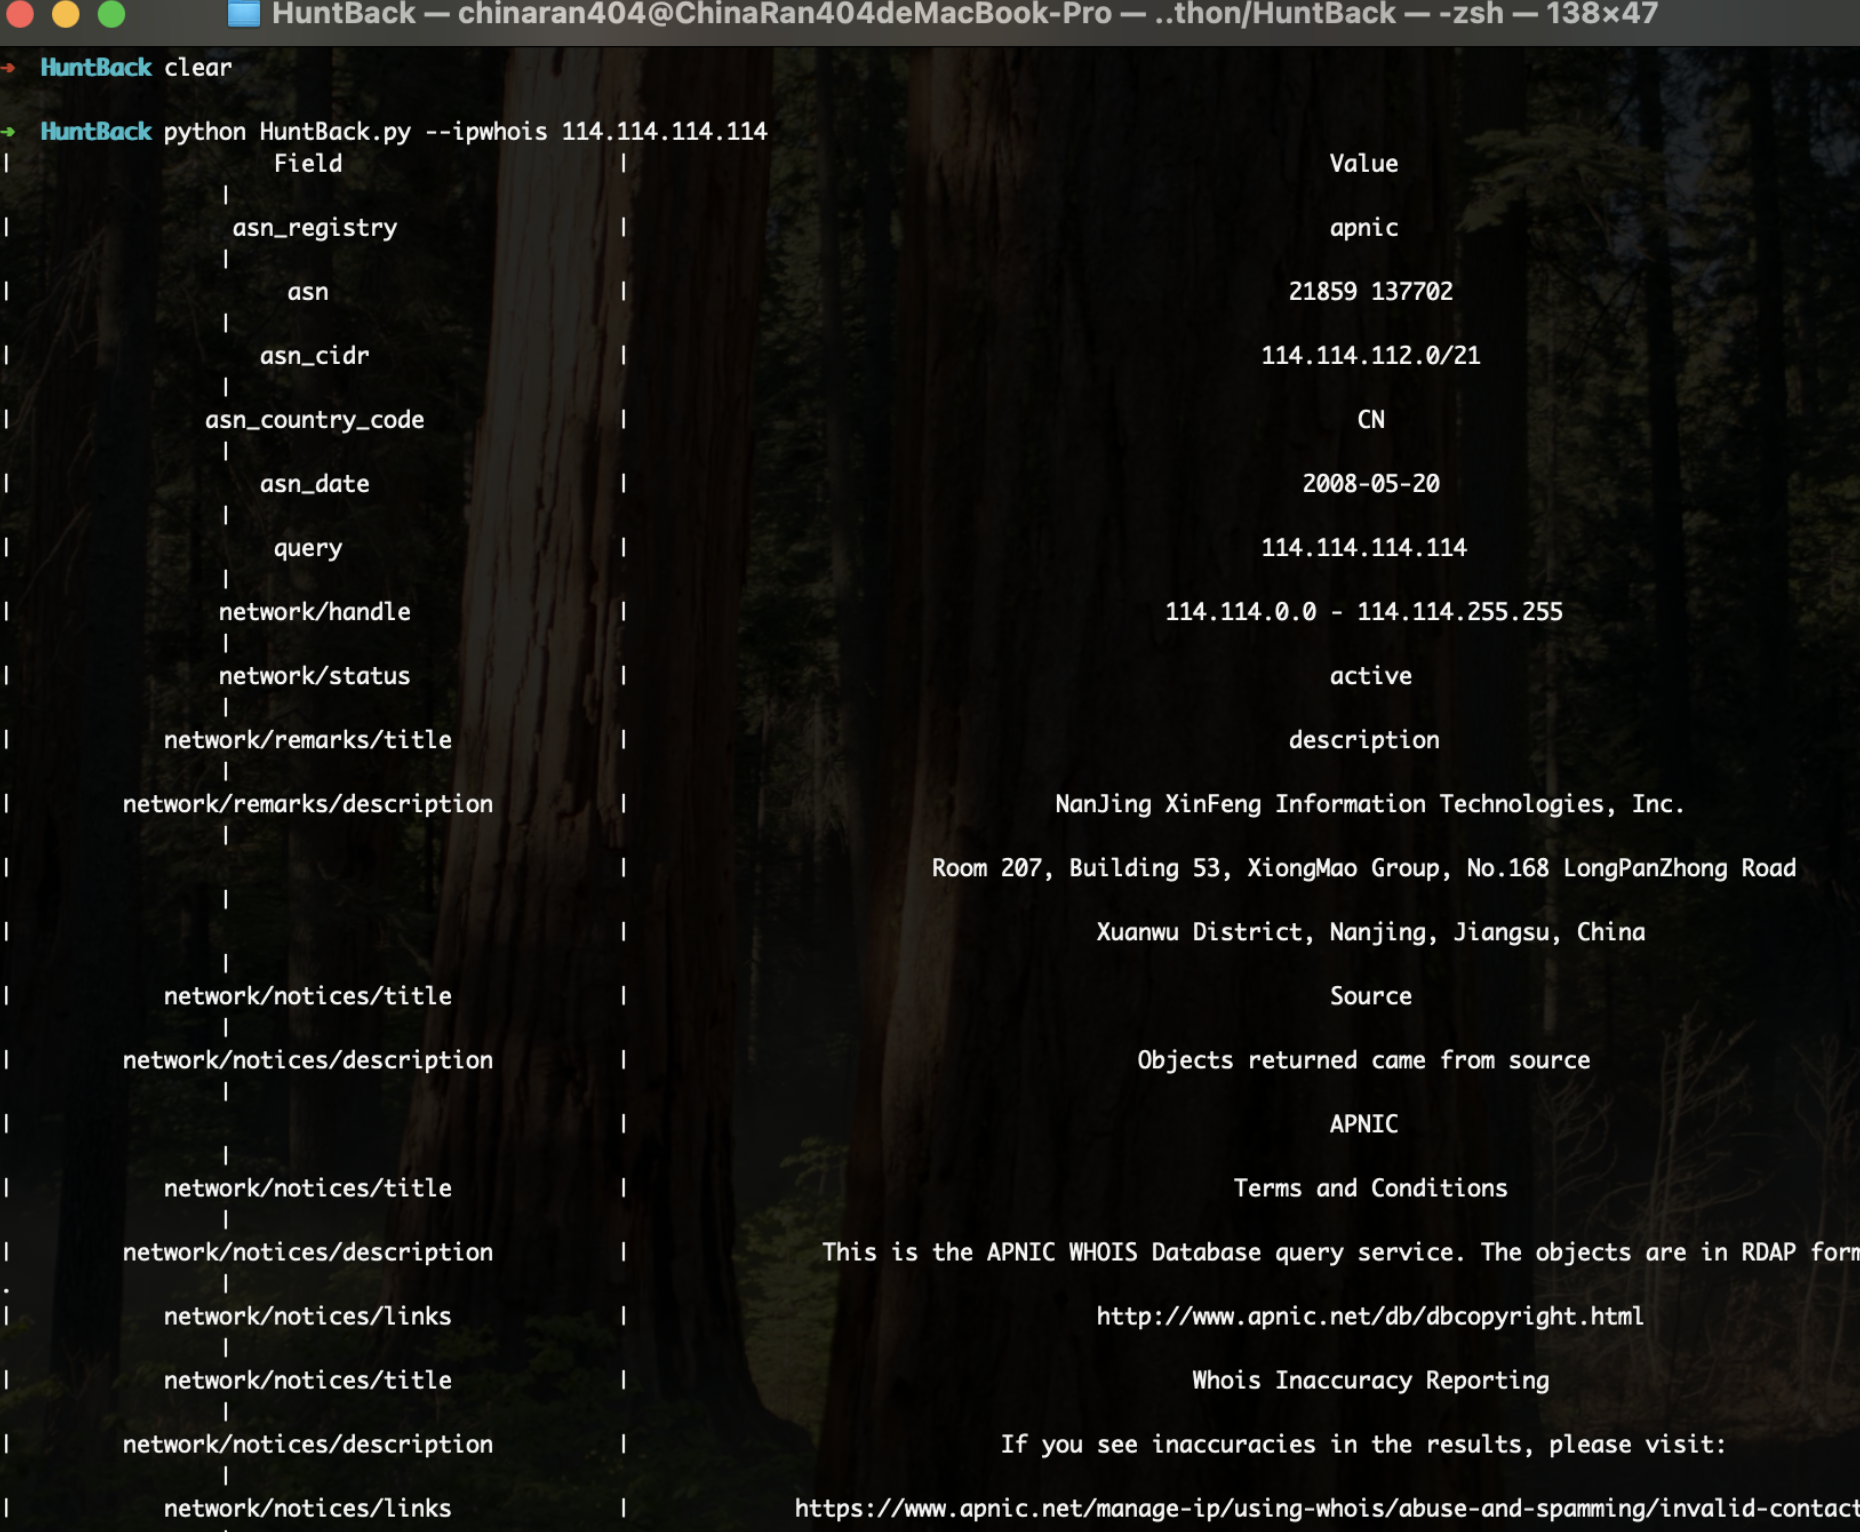 HuntBack — chinaran404@ChinaRan404deMacBook-Pro — ..thon/HuntBack — -zsh — 138×47
➜ HuntBack clear
➜ HuntBack python HuntBack.py --ipwhois 114.114.114.114
| Field | Value
|
| asn_registry | apnic
|
| asn | 21859 137702
|
| asn_cidr | 114.114.112.0/21
|
| asn_country_code | CN
|
| asn_date | 2008-05-20
|
| query | 114.114.114.114
|
| network/handle | 114.114.0.0 - 114.114.255.255
|
| network/status | active
|
| network/remarks/title | description
|
| network/remarks/description | NanJing XinFeng Information Technologies, Inc.
|
| | Room 207, Building 53, XiongMao Group, No.168 LongPanZhong Road
|
| | Xuanwu District, Nanjing, Jiangsu, China
|
| network/notices/title | Source
|
| network/notices/description | Objects returned came from source
|
| | APNIC
|
| network/notices/title | Terms and Conditions
|
| network/notices/description | This is the APNIC WHOIS Database query service. The objects are in RDAP form
. |
| network/notices/links | http://www.apnic.net/db/dbcopyright.html
|
| network/notices/title | Whois Inaccuracy Reporting
|
| network/notices/description | If you see inaccuracies in the results, please visit:
|
| network/notices/links | https://www.apnic.net/manage-ip/using-whois/abuse-and-spamming/invalid-contact